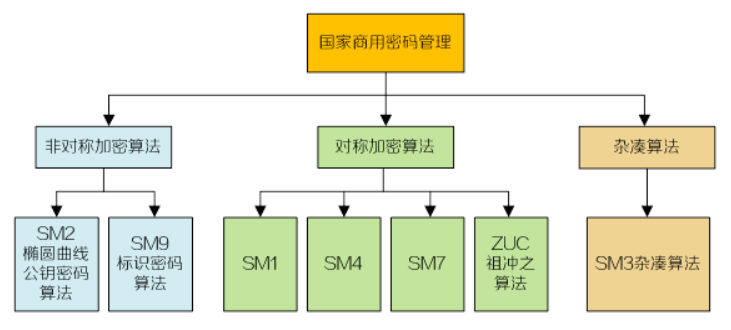 国家商用密码管理
非对称加密算法
对称加密算法
杂凑算法
SM2
椭圆曲线
公钥密码
算法
SM9
标识密码
算法
SM1
SM4
SM7
ZUC
祖冲之
算法
SM3杂凑算法